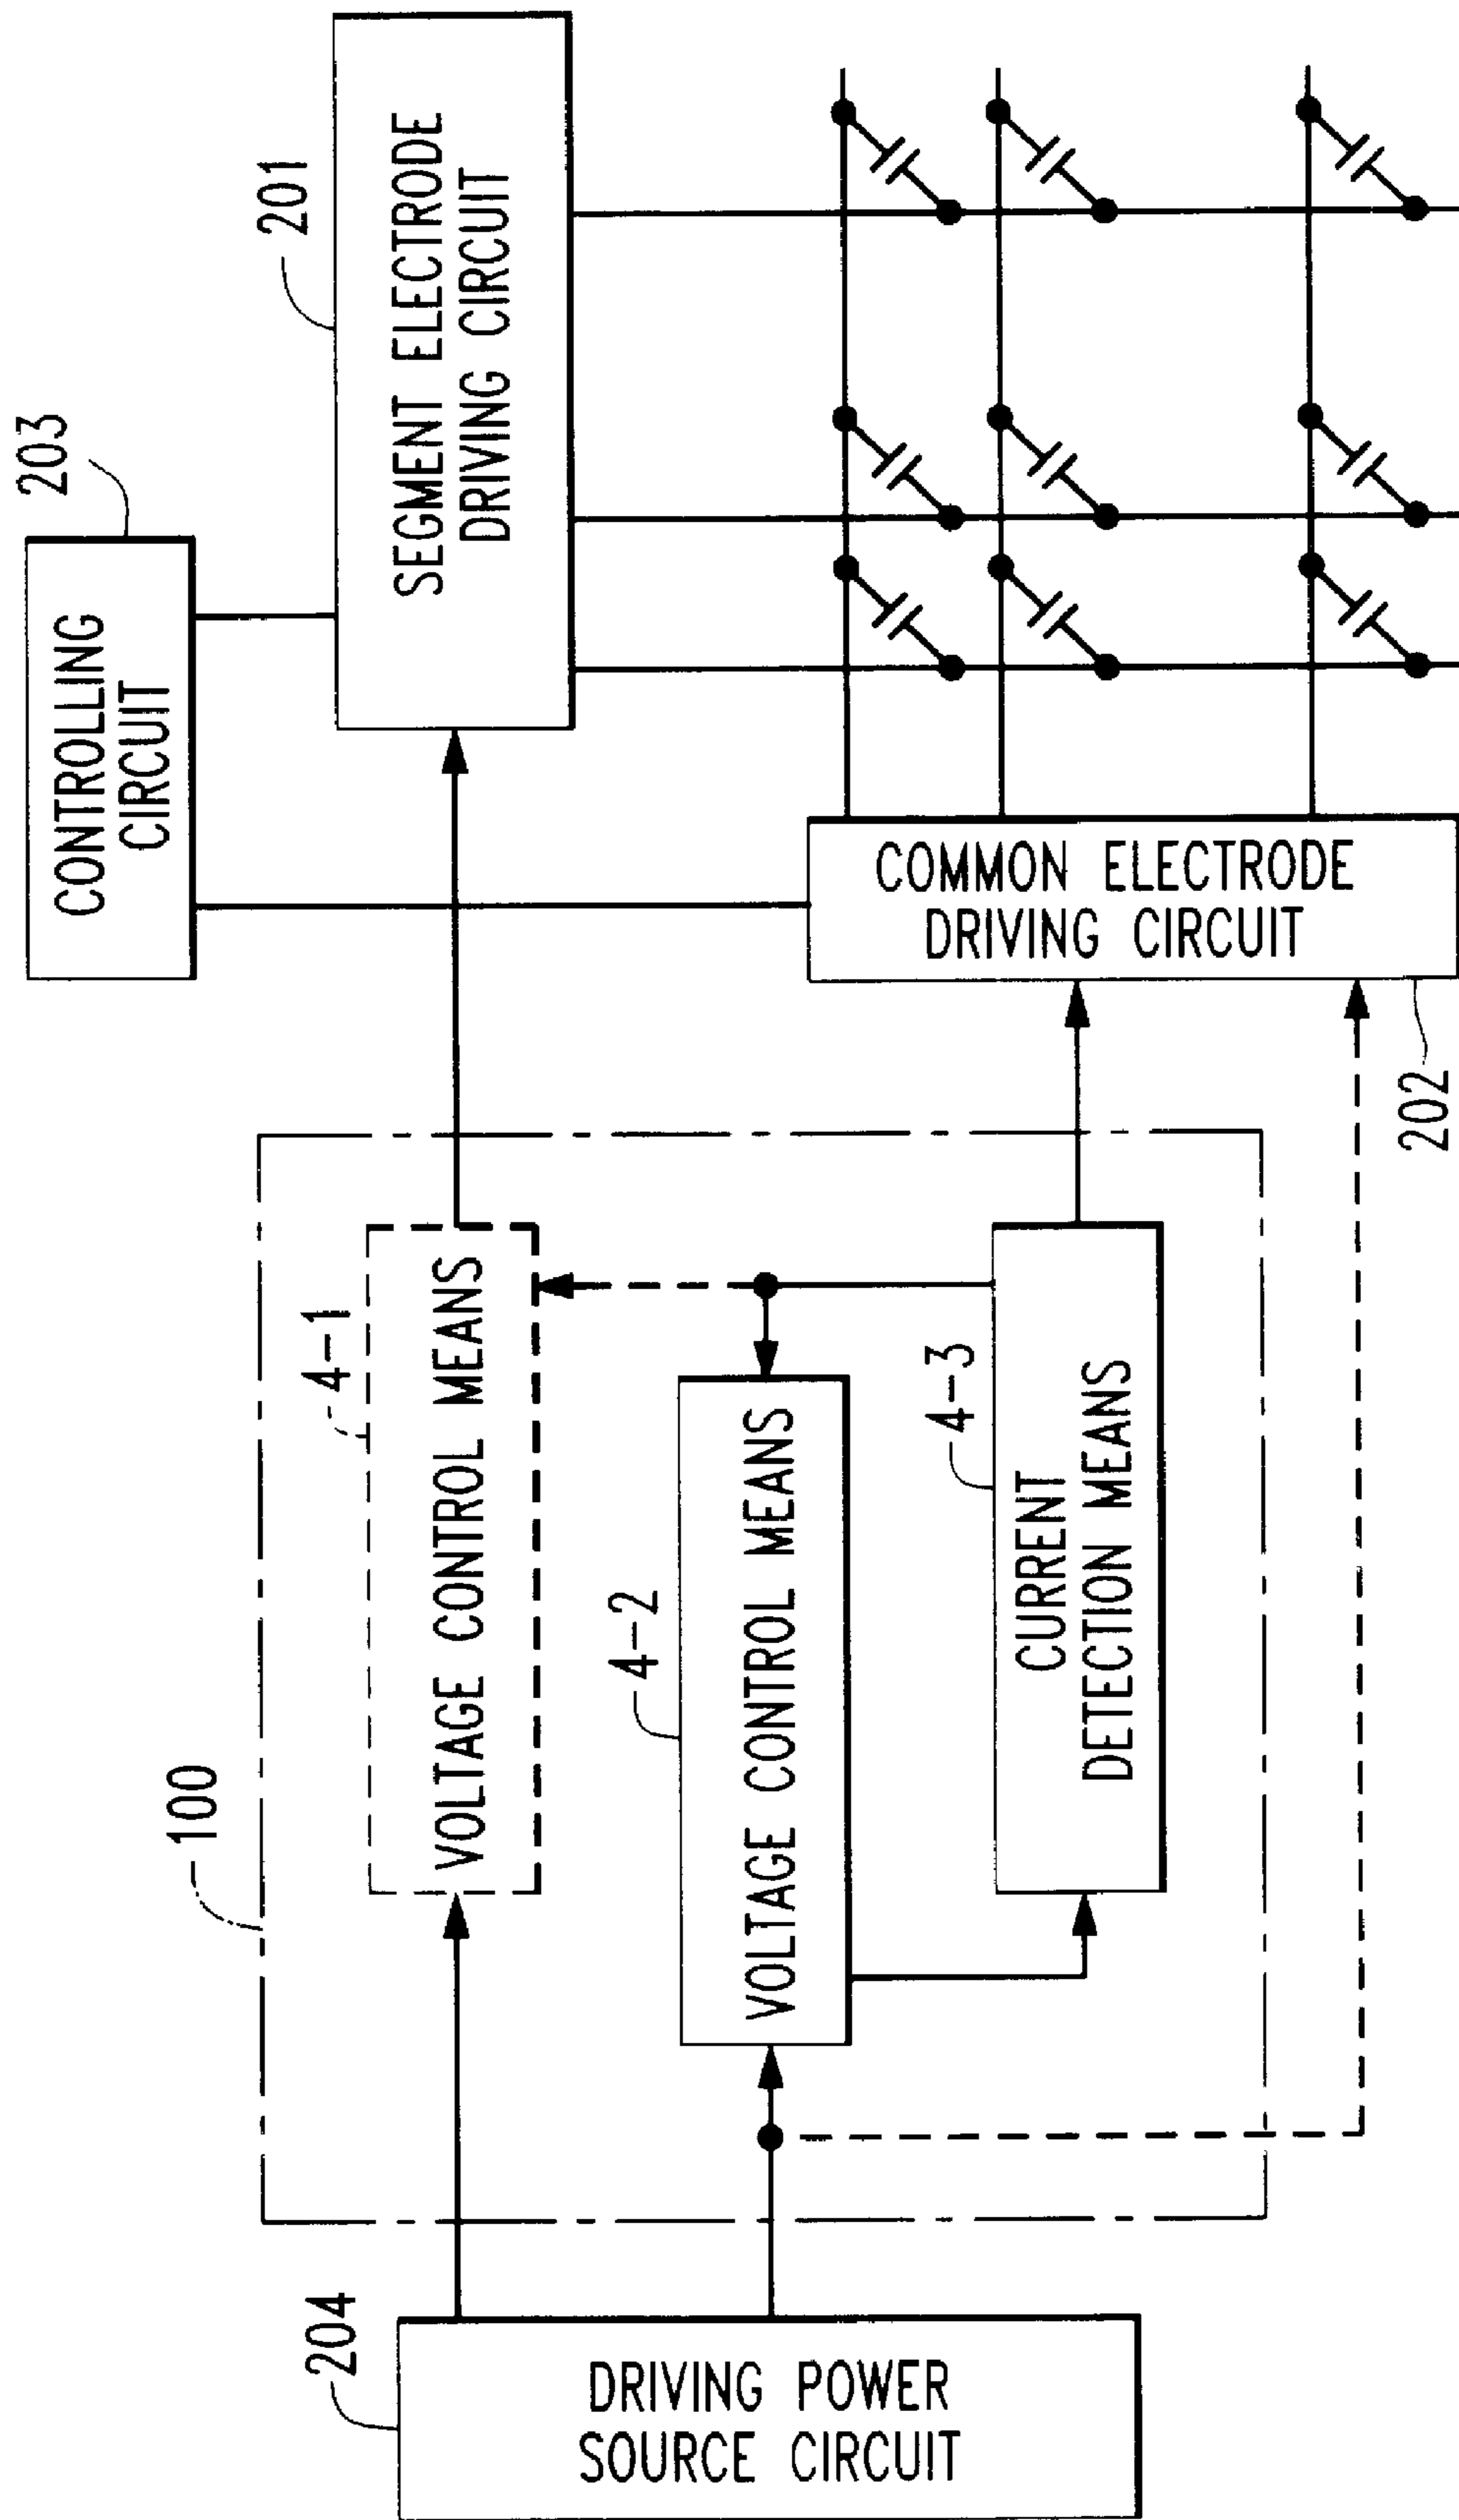 203
CONTROLLING
CIRCUIT
201
SEGMENT ELECTRODE
DRIVING CIRCUIT
100
4-1
VOLTAGE CONTROL MEANS
4-2
VOLTAGE CONTROL MEANS
4-3
CURRENT
DETECTION MEANS
204
DRIVING POWER
SOURCE CIRCUIT
COMMON ELECTRODE
DRIVING CIRCUIT
202